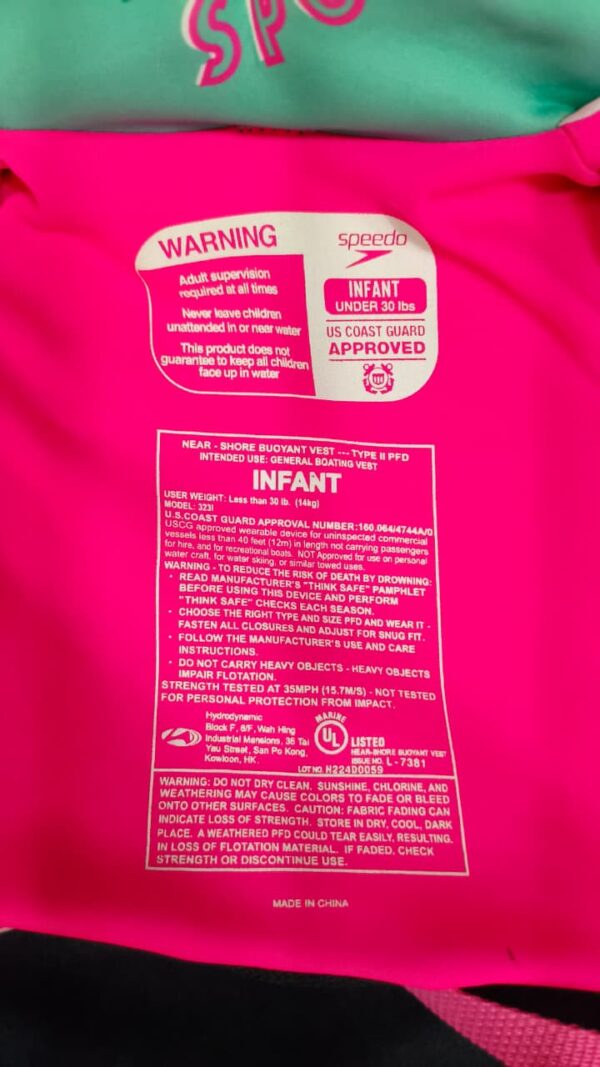 SPO
WARNING
Adult supervision
required at all times
Never leave children
unattended in or near water
This product does not
guarantee to keep all children
face up in water
speedo
INFANT
UNDER 30 lbs
US COAST GUARD
APPROVED
NEAR - SHORE BUOYANT VEST --- TYPE II PFD
INTENDED USE: GENERAL BOATING VEST
INFANT
USER WEIGHT: Less than 30 lb. (14kg)
MODEL: 323I
U.S.COAST GUARD APPROVAL NUMBER:160.064/4744A/0
USCG approved wearable device for uninspected commercial
vessels less than 40 feet (12m) in length not carrying passengers
for hire, and for recreational boats. NOT Approved for use on personal
water craft, for water skiing, or similar towed uses.
WARNING - TO REDUCE THE RISK OF DEATH BY DROWNING:
- READ MANUFACTURER'S "THINK SAFE" PAMPHLET
BEFORE USING THIS DEVICE AND PERFORM
"THINK SAFE" CHECKS EACH SEASON.
- CHOOSE THE RIGHT TYPE AND SIZE PFD AND WEAR IT -
FASTEN ALL CLOSURES AND ADJUST FOR SNUG FIT.
- FOLLOW THE MANUFACTURER'S USE AND CARE
INSTRUCTIONS.
- DO NOT CARRY HEAVY OBJECTS - HEAVY OBJECTS
IMPAIR FLOTATION.
STRENGTH TESTED AT 35MPH (15.7M/S) - NOT TESTED
FOR PERSONAL PROTECTION FROM IMPACT.
Hydrodynamic
Block F, 8/F, Wah Hing
Industrial Mansions, 36 Tai
Yau Street, San Po Kong,
Kowloon, HK.
MARINE
UL LISTED
NEAR-SHORE BUOYANT VEST
ISSUE NO. L - 7381
LOT NO. H224D0059
WARNING: DO NOT DRY CLEAN. SUNSHINE, CHLORINE, AND
WEATHERING MAY CAUSE COLORS TO FADE OR BLEED
ONTO OTHER SURFACES. CAUTION: FABRIC FADING CAN
INDICATE LOSS OF STRENGTH. STORE IN DRY, COOL, DARK
PLACE. A WEATHERED PFD COULD TEAR EASILY, RESULTING.
IN LOSS OF FLOTATION MATERIAL. IF FADED, CHECK
STRENGTH OR DISCONTINUE USE.
MADE IN CHINA